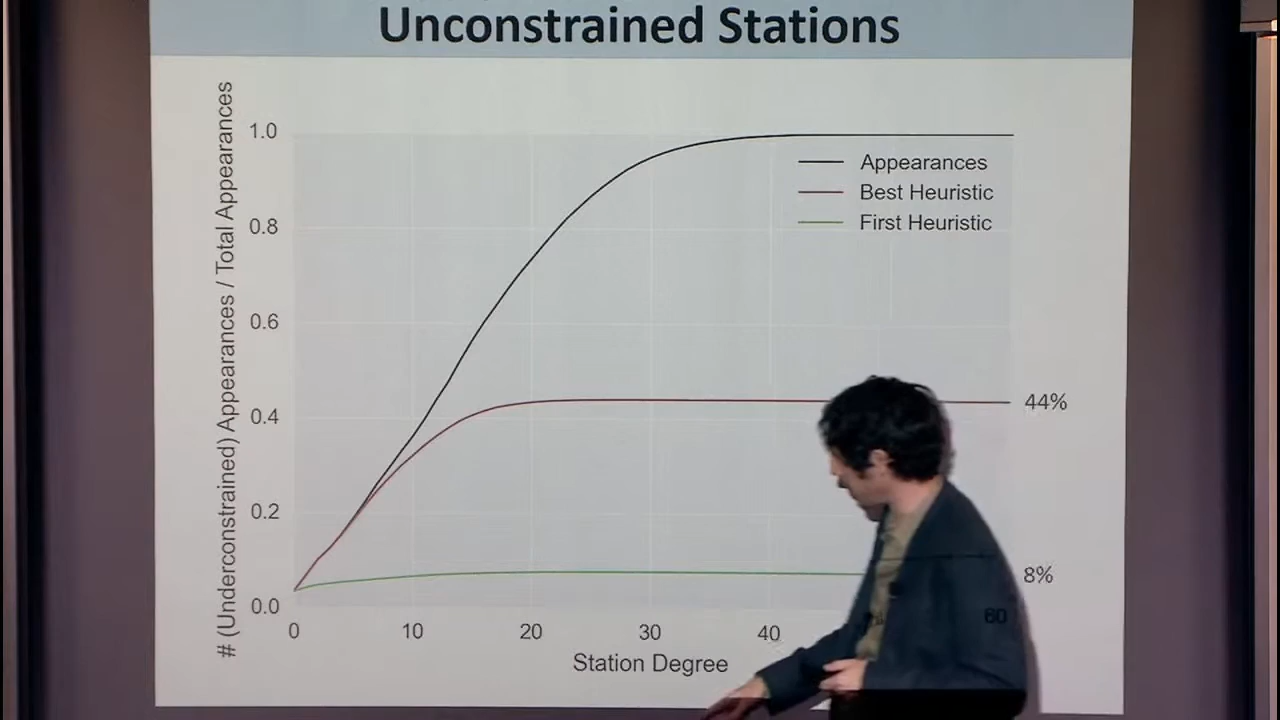 Unconstrained Stations
# (Underconstrained) Appearances / Total Appearances
1.0
0.8
0.6
0.4
0.2
0.0
Appearances
Best Heuristic
First Heuristic
44%
8%
0
10
20
30
40
60
Station Degree